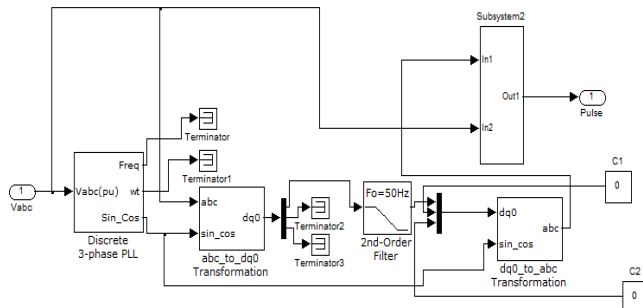 Subsystem2
In1
Out1
In2
1
Pulse
Freq
Terminator
C1
0
Terminator1
1
Vabc
Vabc(pu)
wt
Sin_Cos
Discrete
3-phase PLL
abc
dq0
sin_cos
abc_to_dq0
Transformation
Terminator2
Terminator3
Fo=50Hz
2nd-Order
Filter
dq0
abc
sin_cos
dq0_to_abc
Transformation
C2
0